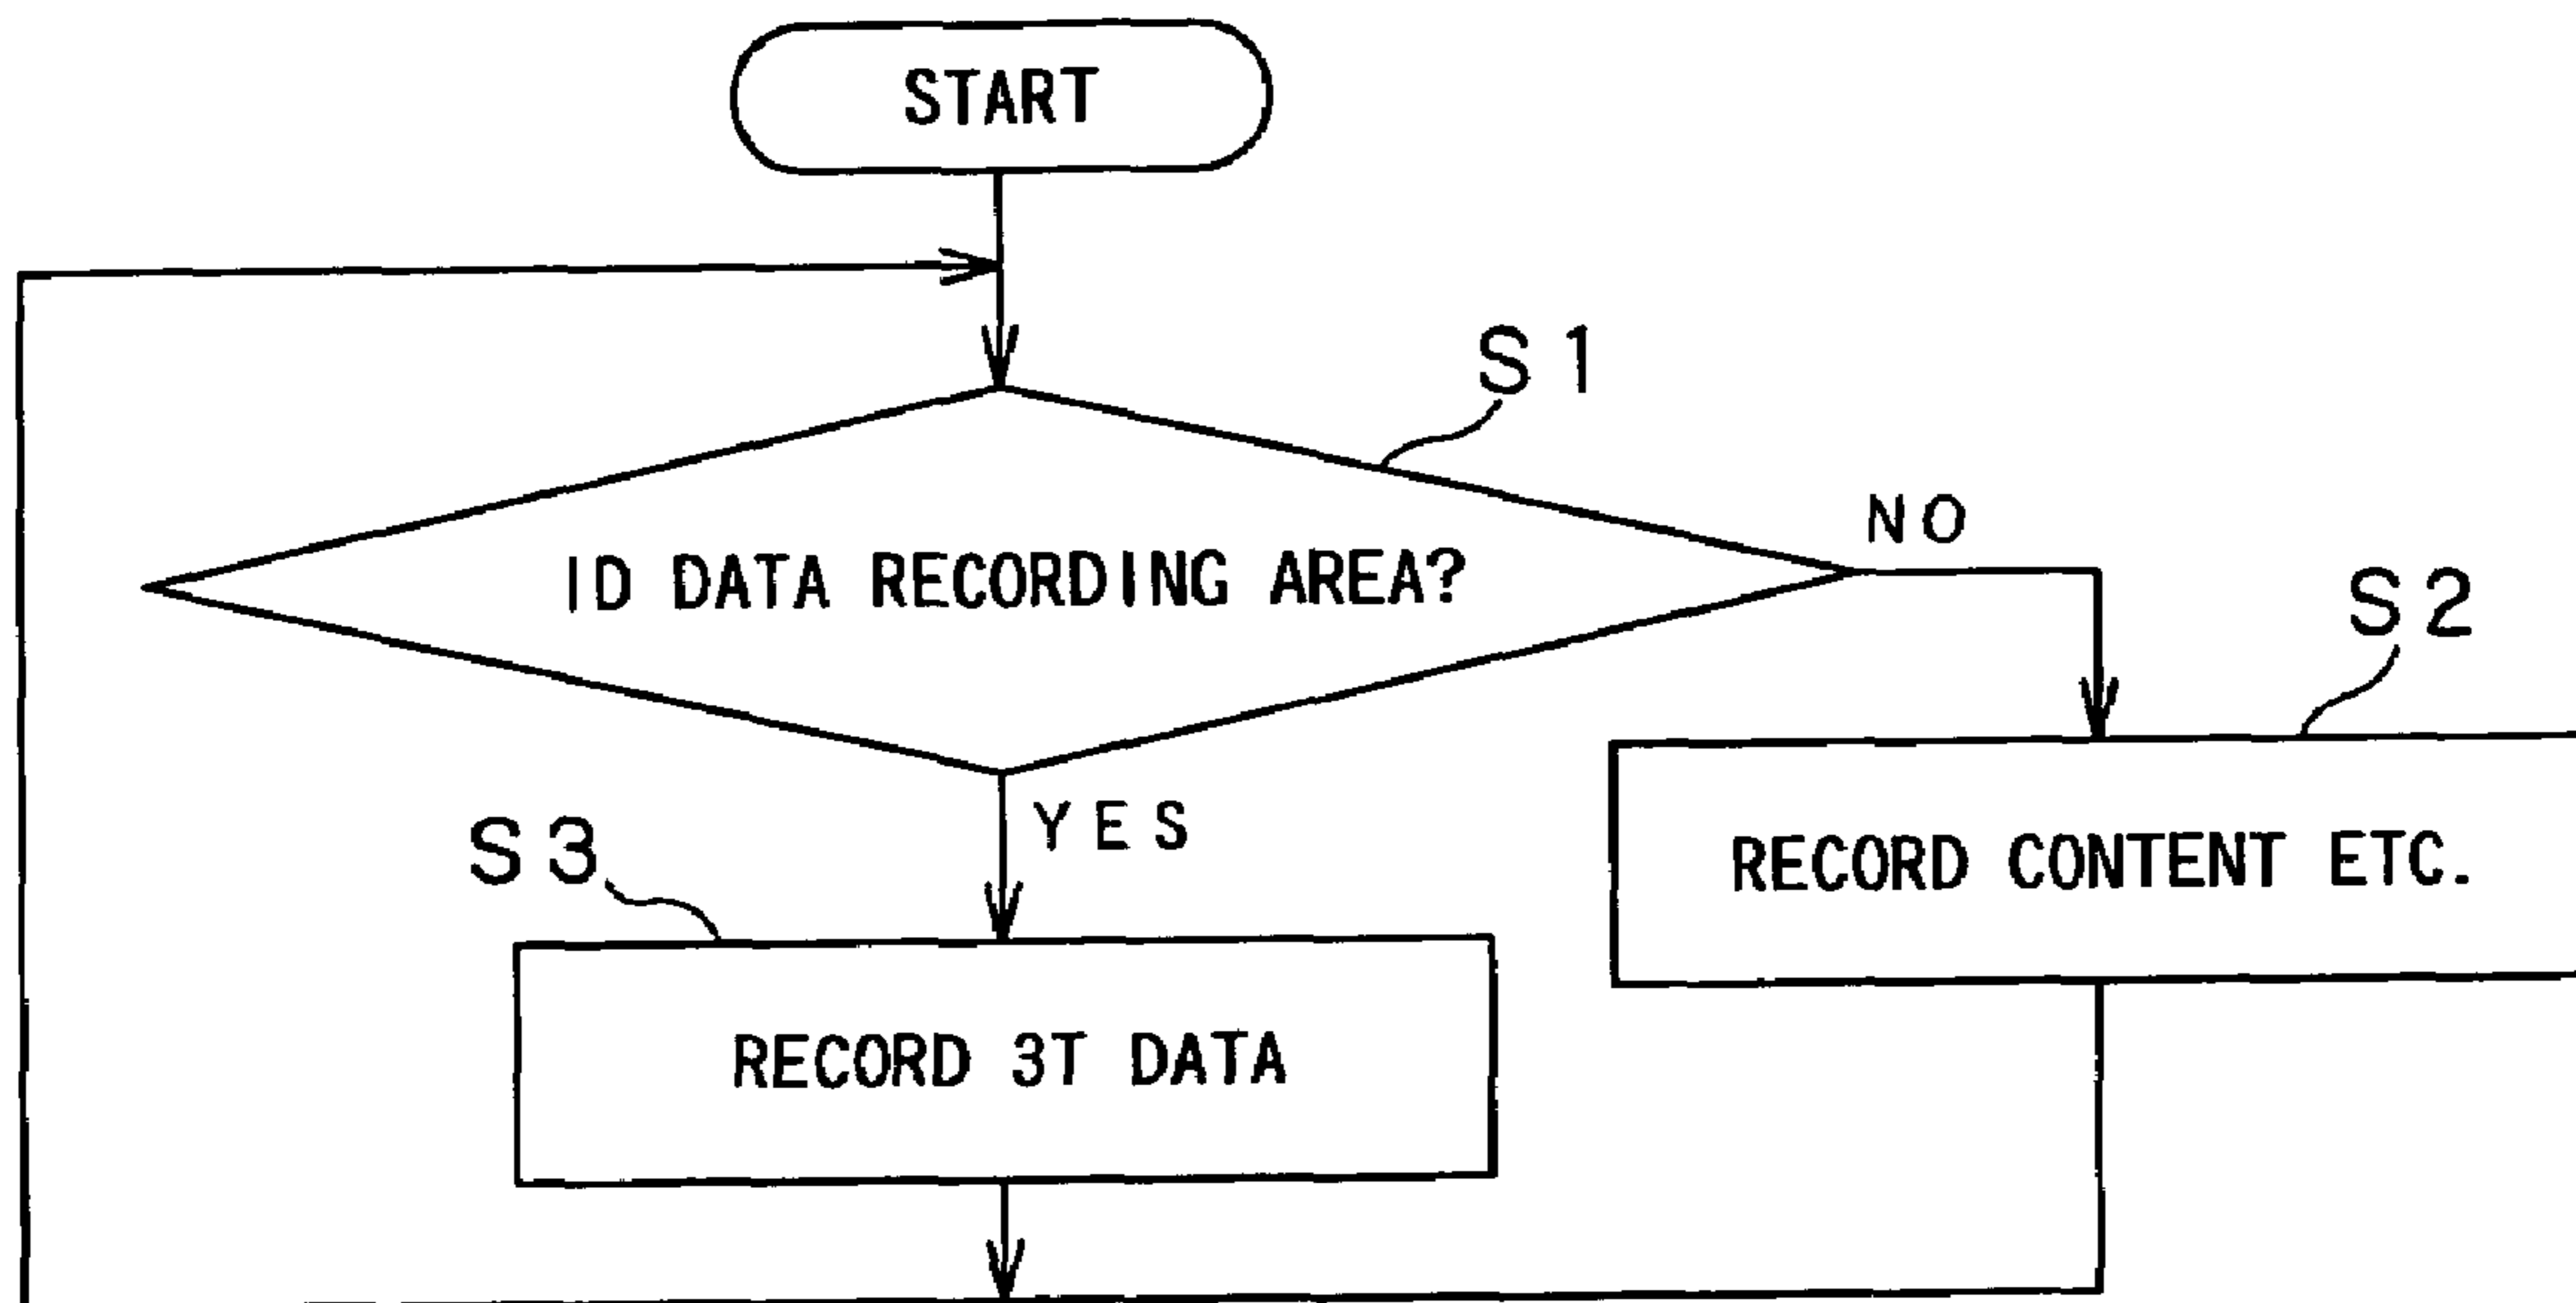 START
S1
ID DATA RECORDING AREA?
NO
S2
YES
S3
RECORD CONTENT ETC.
RECORD 3T DATA